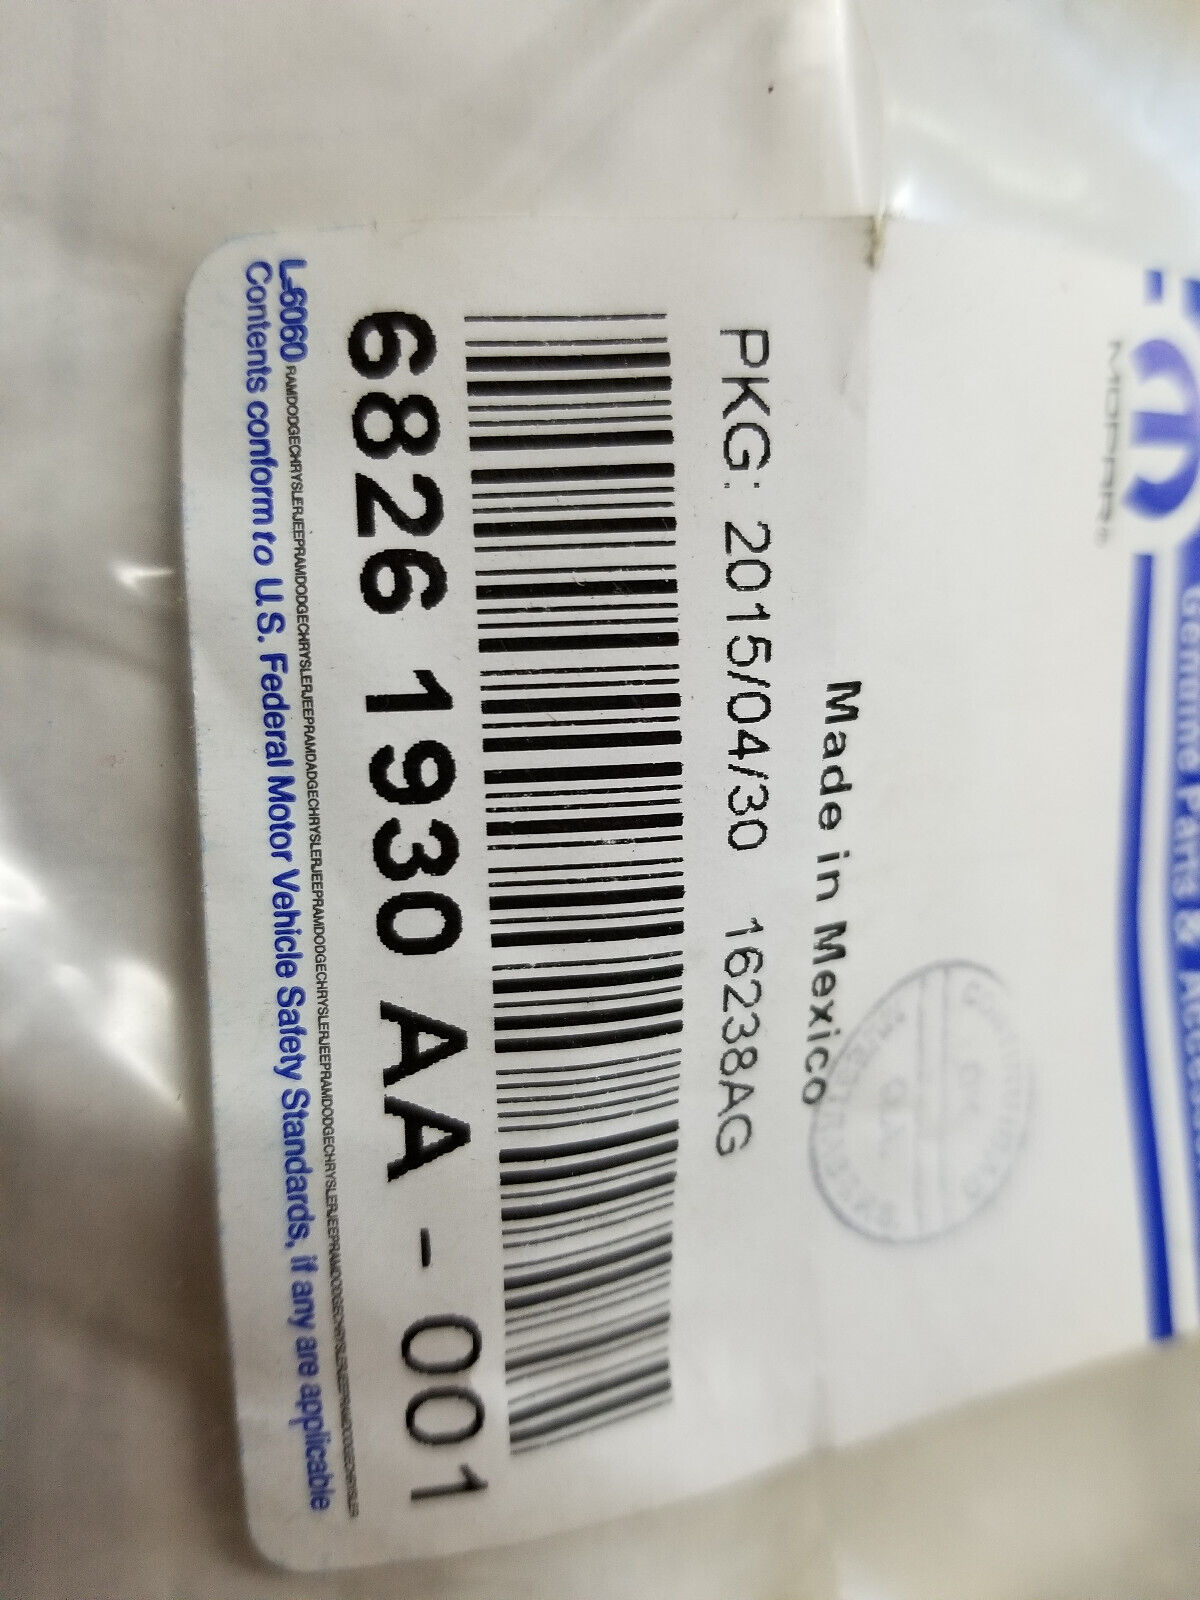 MOPAR®
Genuine Parts &
Made in Mexico
PKG: 2015/04/30 16238AG
6826 1930 AA - 001
L-6060
Contents conform to U.S. Federal Motor Vehicle Safety Standards, if any are applicable